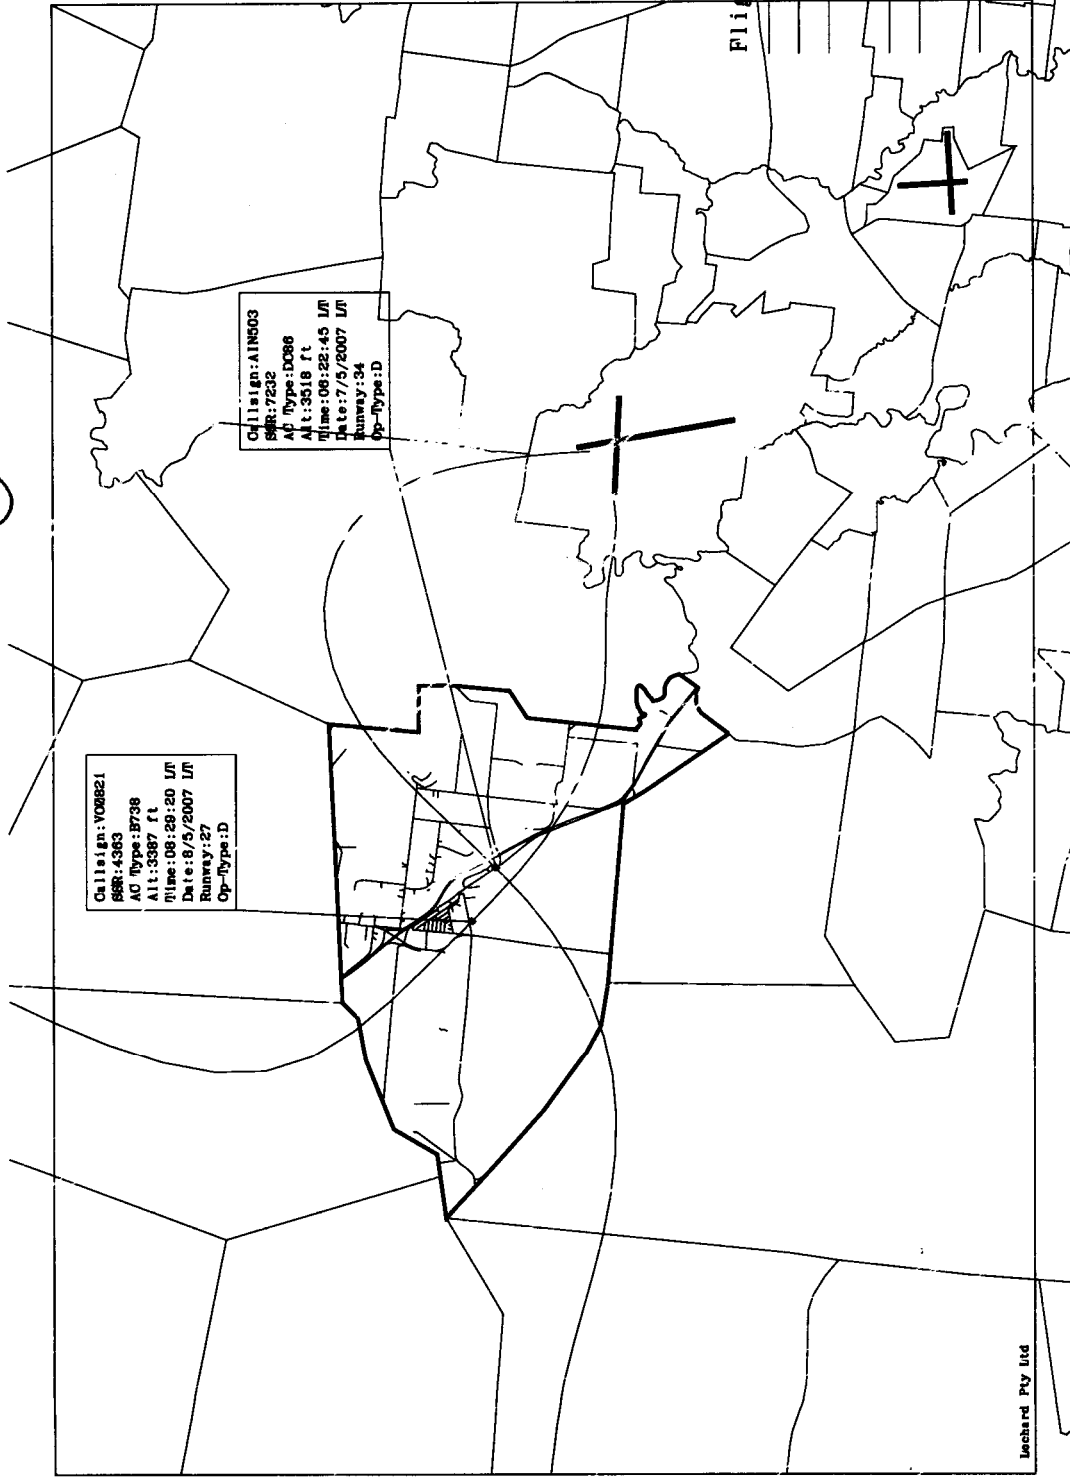 Callsign:VOZ821
SSR:4363
AC Type:B738
Alt:3387 ft
Time:08:29:20 LT
Date:8/5/2007 LT
Runway:27
Op-Type:D
Callsign:AIN503
SSR:7232
AC Type:DC86
Alt:3518 ft
Time:06:22:45 LT
Date:7/5/2007 LT
Runway:34
Op-Type:D
Flig
Lochard Pty Ltd